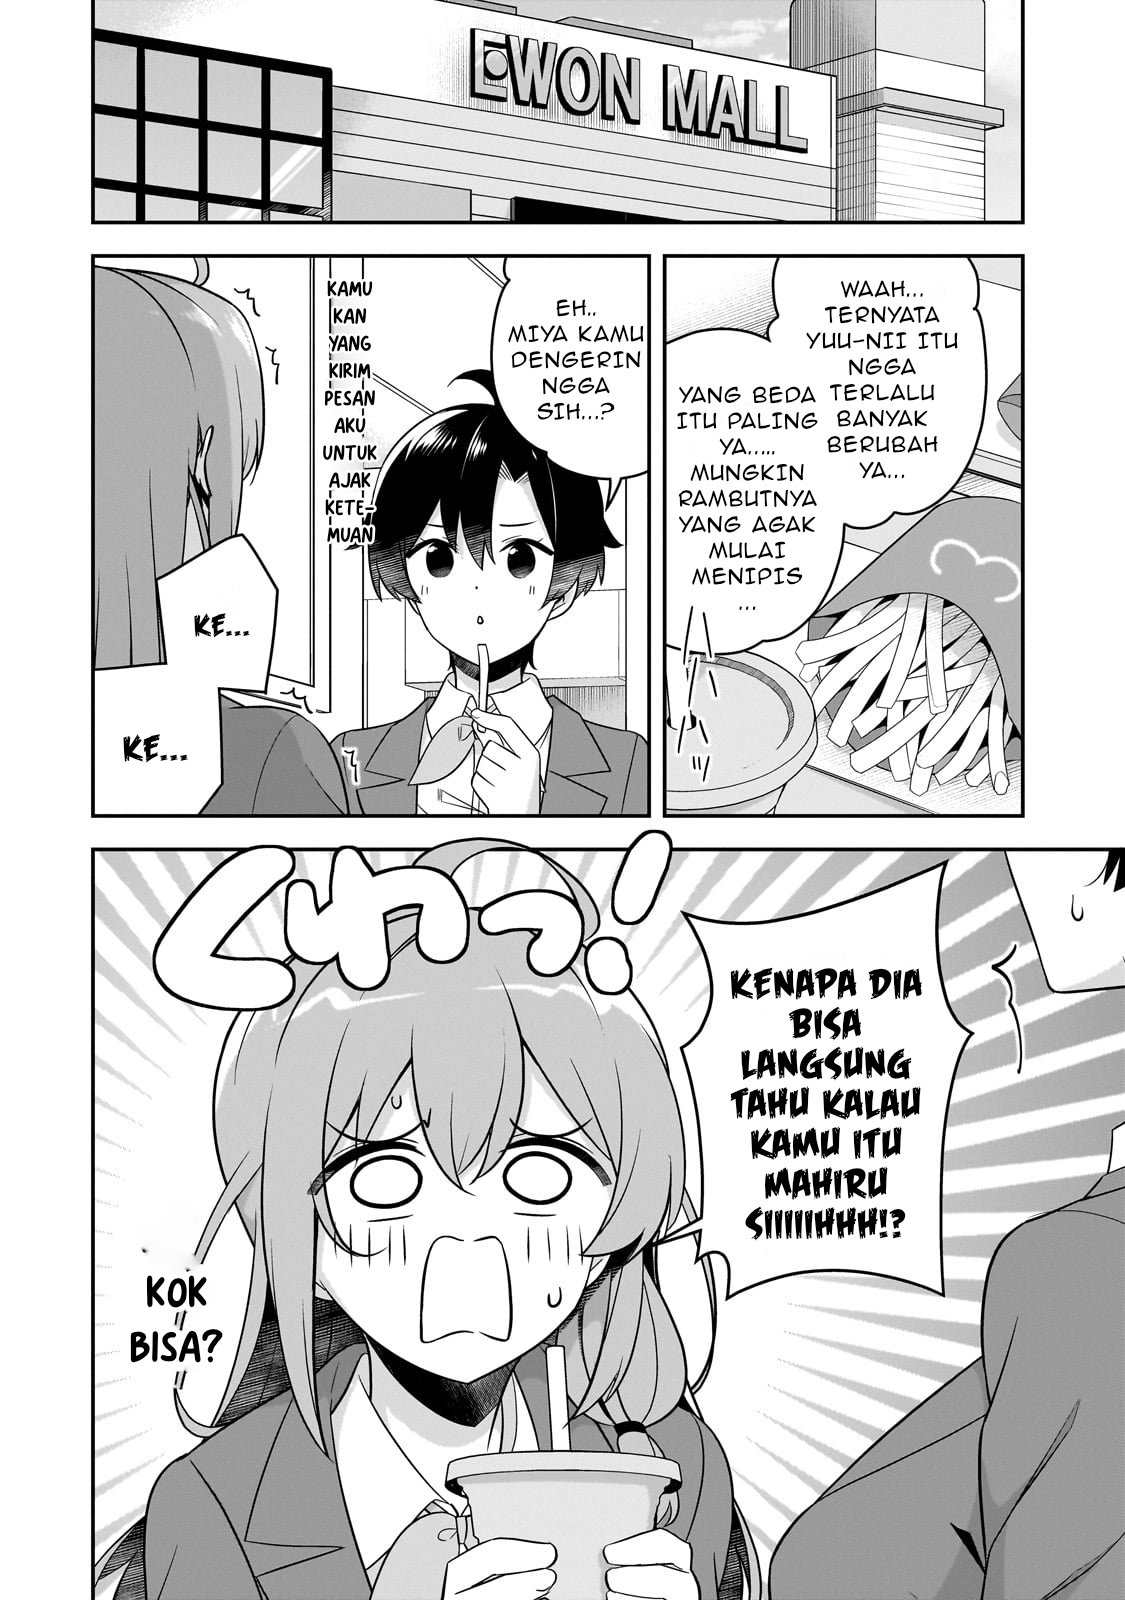 EWON MALL
WAAH...
TERNYATA
YUU-NII ITU
NGGA
TERLALU
BANYAK
BERUBAH
YA...
YANG BEDA
ITU PALING
YA.....
MUNGKIN
RAMBUTNYA
YANG AGAK
MULAI
MENIPIS
...
EH..
MIYA KAMU
DENGERIN
NGGA
SIH...?
KAMU
KAN
YANG
KIRIM
PESAN
AKU
UNTUK
AJAK
KETE-
MUAN
KE...
KE...
くわっ!
KENAPA DIA
BISA
LANGSUNG
TAHU KALAU
KAMU ITU
MAHIRU
SIIIIIHHH!?
KOK
BISA?